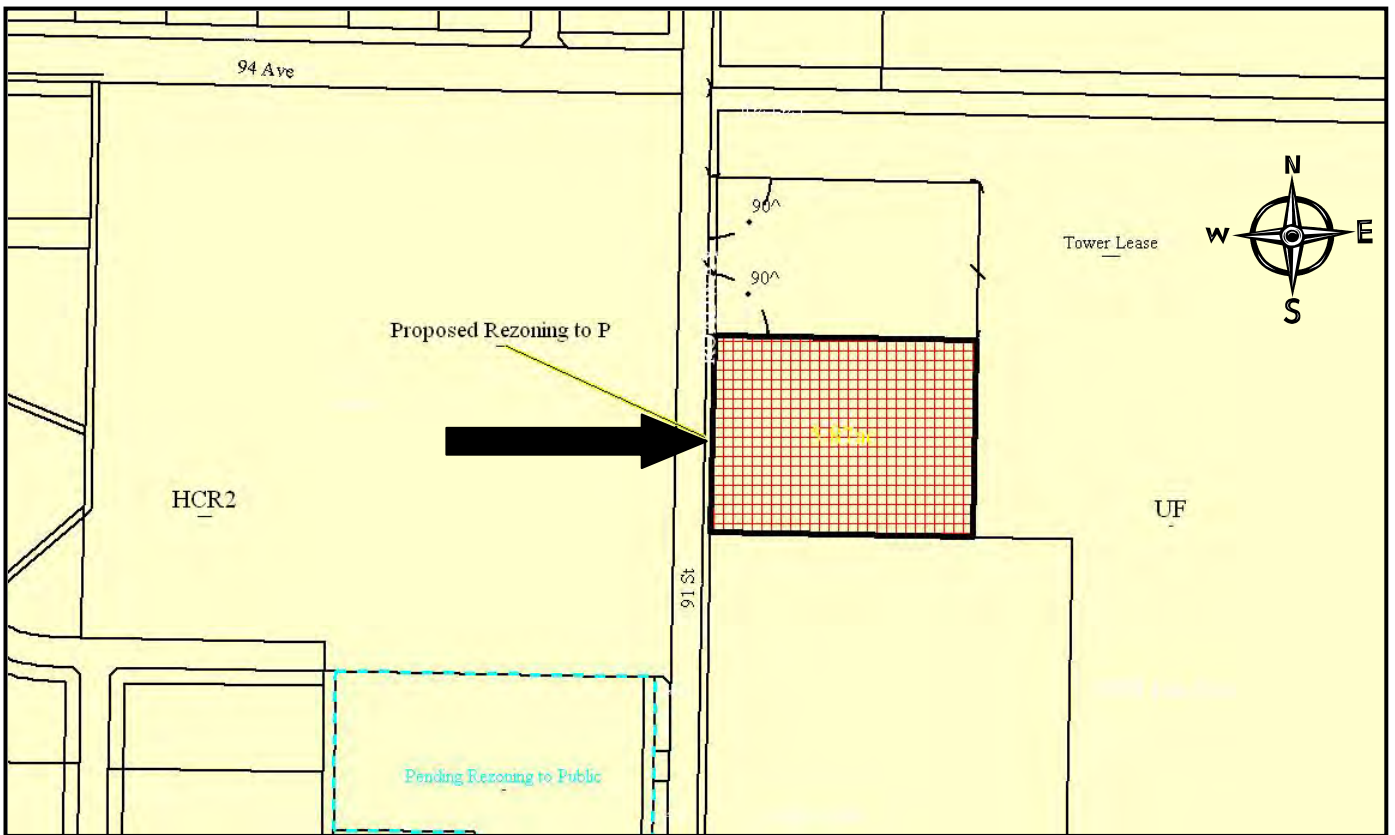 94 Ave
N
W
E
S
90^
Tower Lease
90^
Proposed Rezoning to P
HCR2
UF
91 St
Pending Rezoning to Public